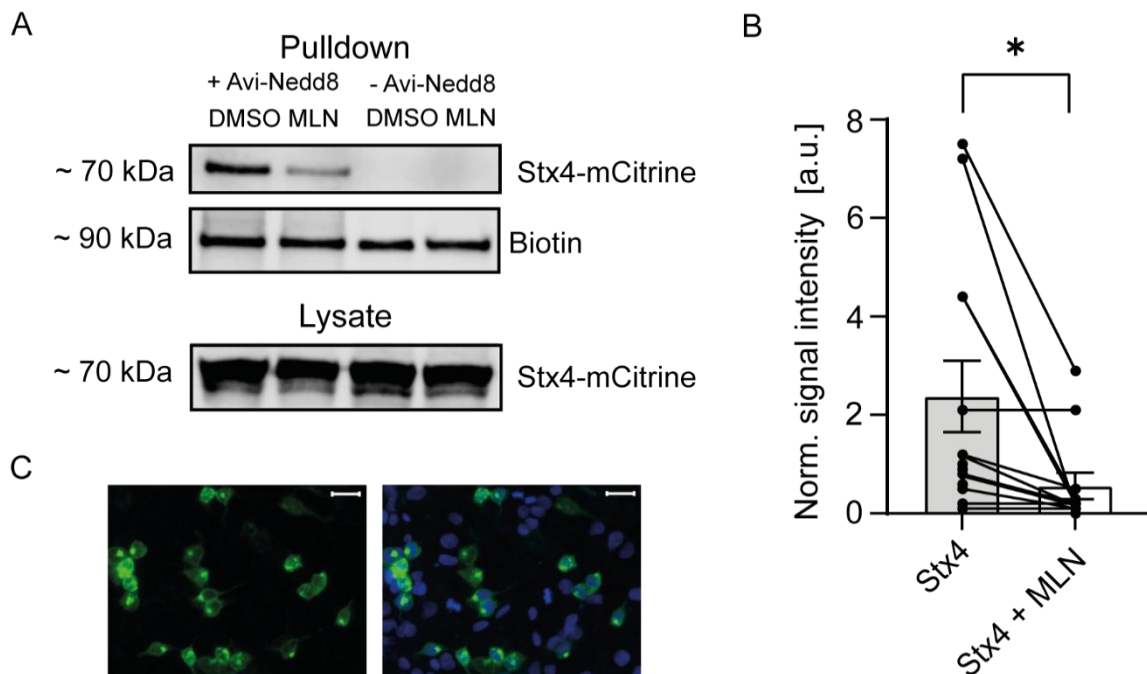 A
Pulldown
+ Avi-Nedd8 - Avi-Nedd8
DMSO MLN DMSO MLN
~ 70 kDa Stx4-mCitrine
~ 90 kDa Biotin
Lysate
~ 70 kDa Stx4-mCitrine
B
*
Norm. signal intensity [a.u.]
8
6
4
2
0
Stx4
Stx4 + MLN
C